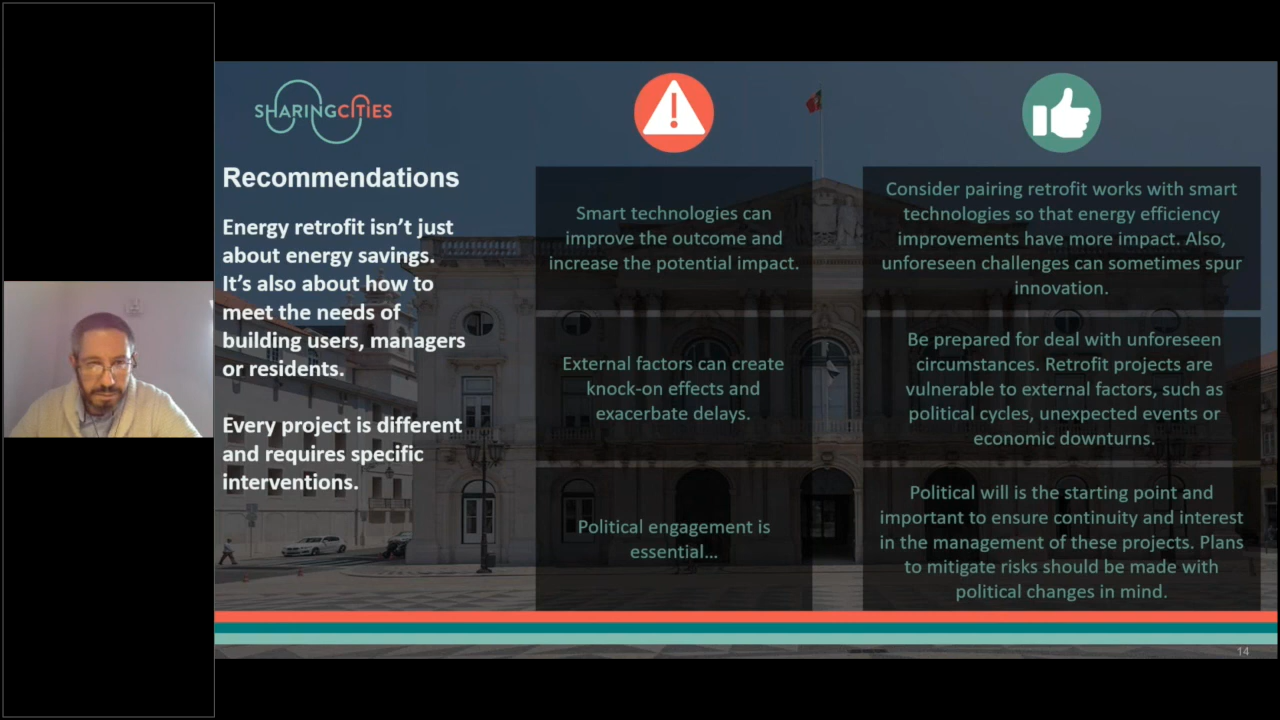 SHARINGCITIES
Recommendations
Energy retrofit isn’t just
about energy savings.
It’s also about how to
meet the needs of
building users, managers
or residents.
Every project is different
and requires specific
interventions.
Smart technologies can
improve the outcome and
increase the potential impact.
Consider pairing retrofit works with smart
technologies so that energy efficiency
improvements have more impact. Also,
unforeseen challenges can sometimes spur
innovation.
External factors can create
knock-on effects and
exacerbate delays.
Be prepared for deal with unforeseen
circumstances. Retrofit projects are
vulnerable to external factors, such as
political cycles, unexpected events or
economic downturns.
Political engagement is
essential…
Political will is the starting point and
important to ensure continuity and interest
in the management of these projects. Plans
to mitigate risks should be made with
political changes in mind.
14